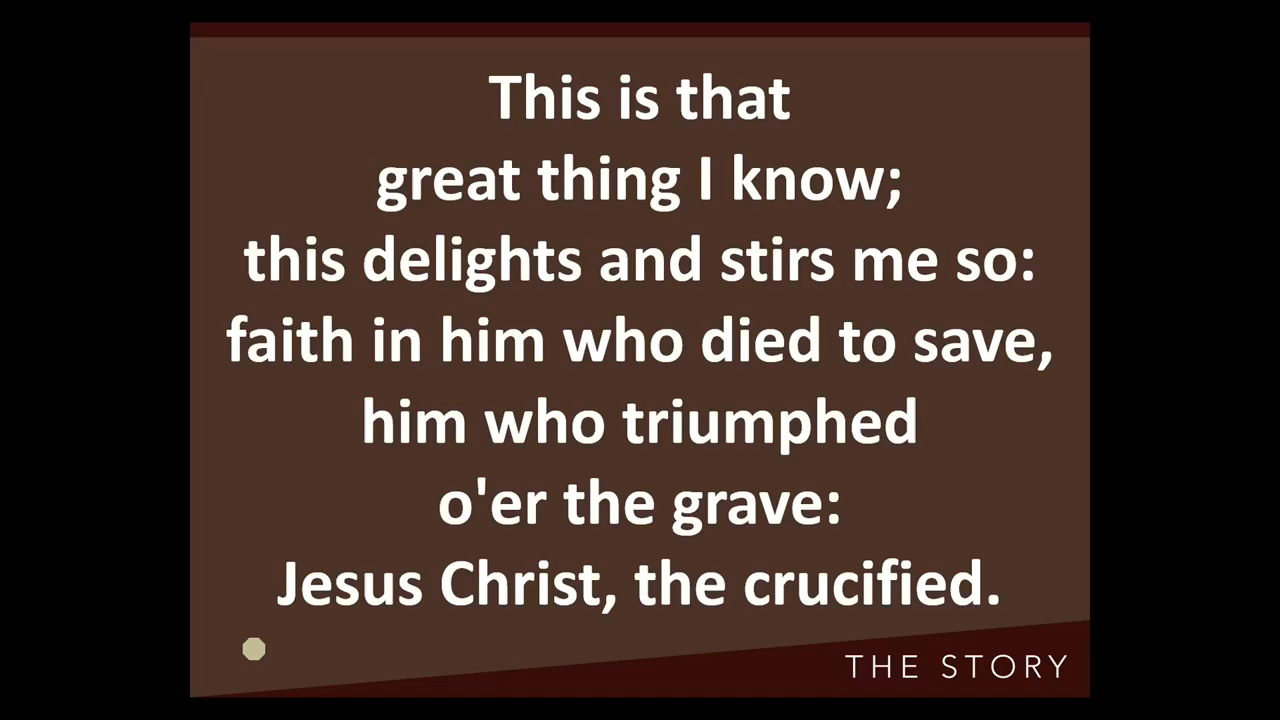 This is that
great thing I know;
this delights and stirs me so:
faith in him who died to save,
him who triumphed
o'er the grave:
Jesus Christ, the crucified.
THE STORY